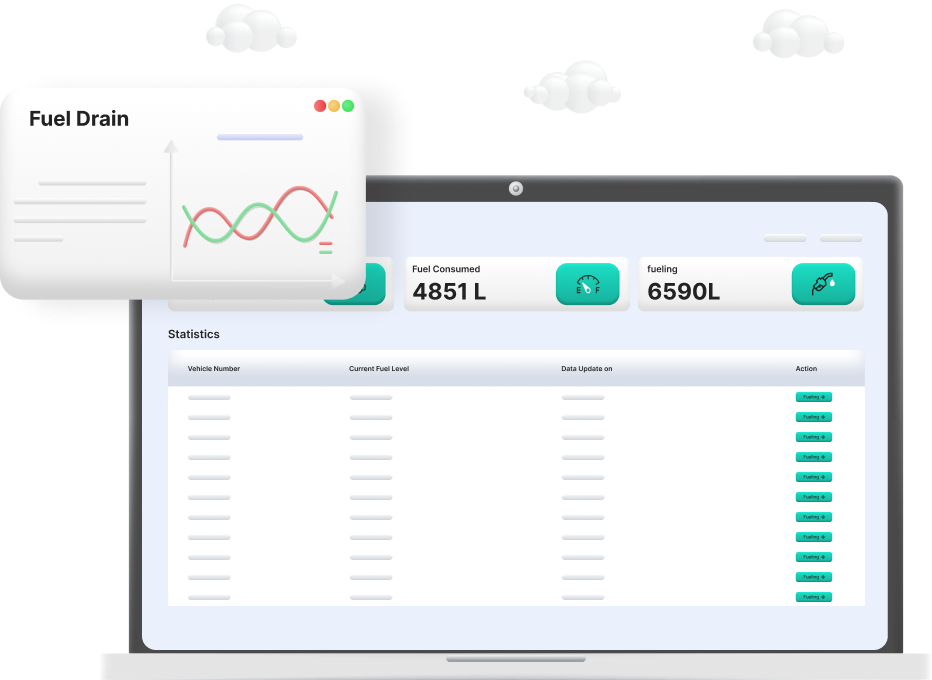 Fuel Drain
Fuel Consumed
4851 L
E F
fueling
6590L
Statistics
Vehicle Number Current Fuel Level Data Update on Action
Fueling
Fueling
Fueling
Fueling
Fueling
Fueling
Fueling
Fueling
Fueling
Fueling
Fueling